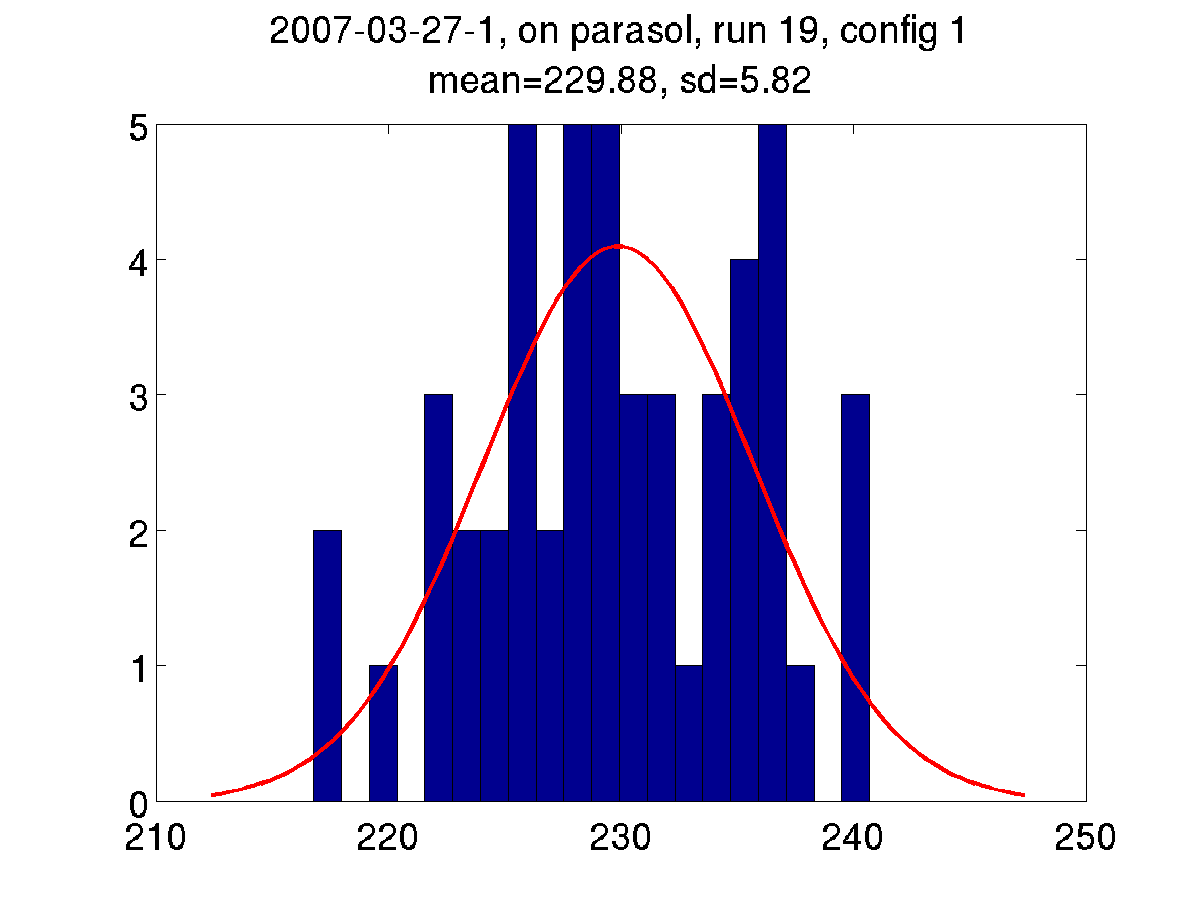 2007-03-27-1, on parasol, run 19, config 1
mean=229.88, sd=5.82
5
4
3
2
1
0
210 220 230 240 250